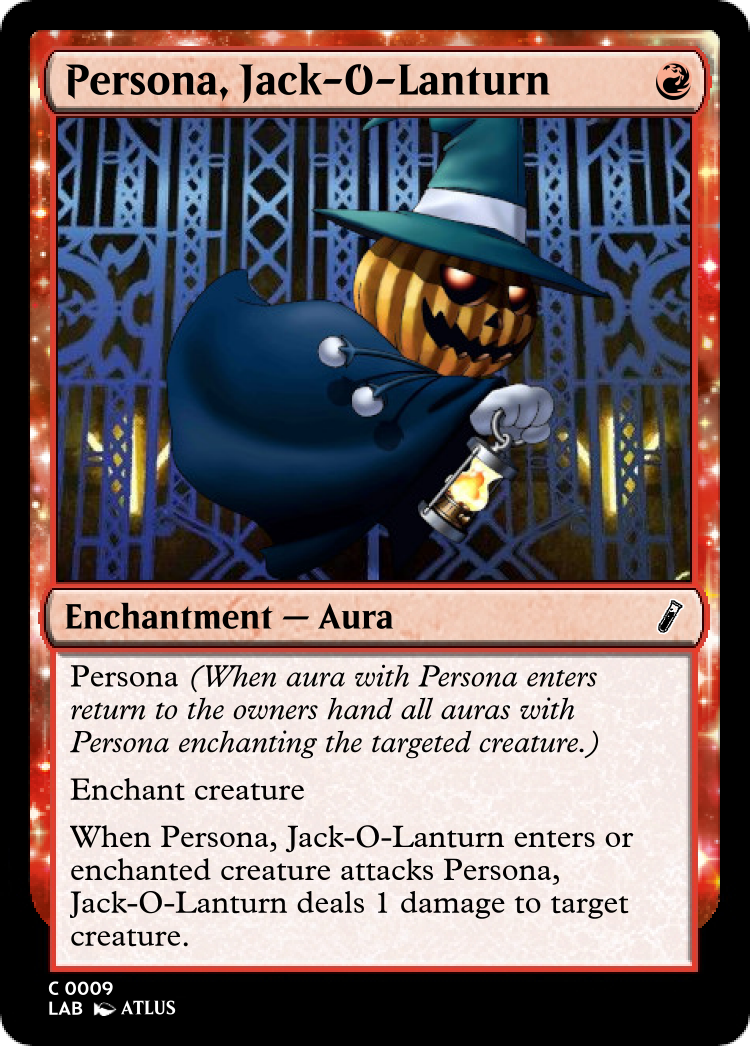 Persona, Jack-O-Lanturn
Enchantment — Aura
Persona (When aura with Persona enters
return to the owners hand all auras with
Persona enchanting the targeted creature.)
Enchant creature
When Persona, Jack-O-Lanturn enters or
enchanted creature attacks Persona,
Jack-O-Lanturn deals 1 damage to target
creature.
C 0009
LAB ATLUS